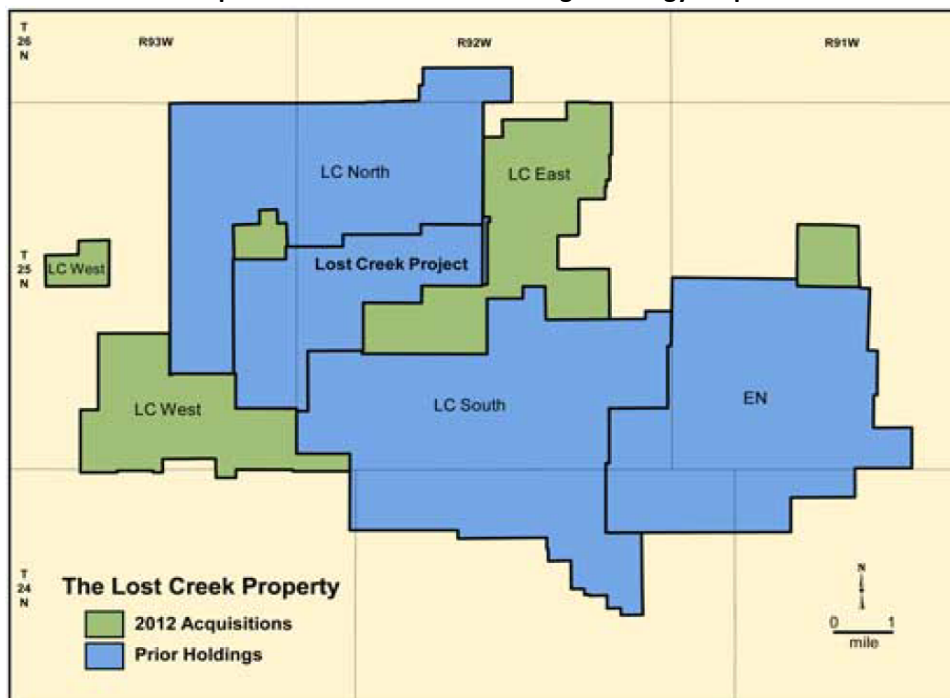 T
26
N
R93W
R92W
R91W
LC North
LC East
T
25
N
LC West
Lost Creek Project
LC West
LC South
EN
T
24
N
The Lost Creek Property
2012 Acquisitions
Prior Holdings
N
0 1
mile